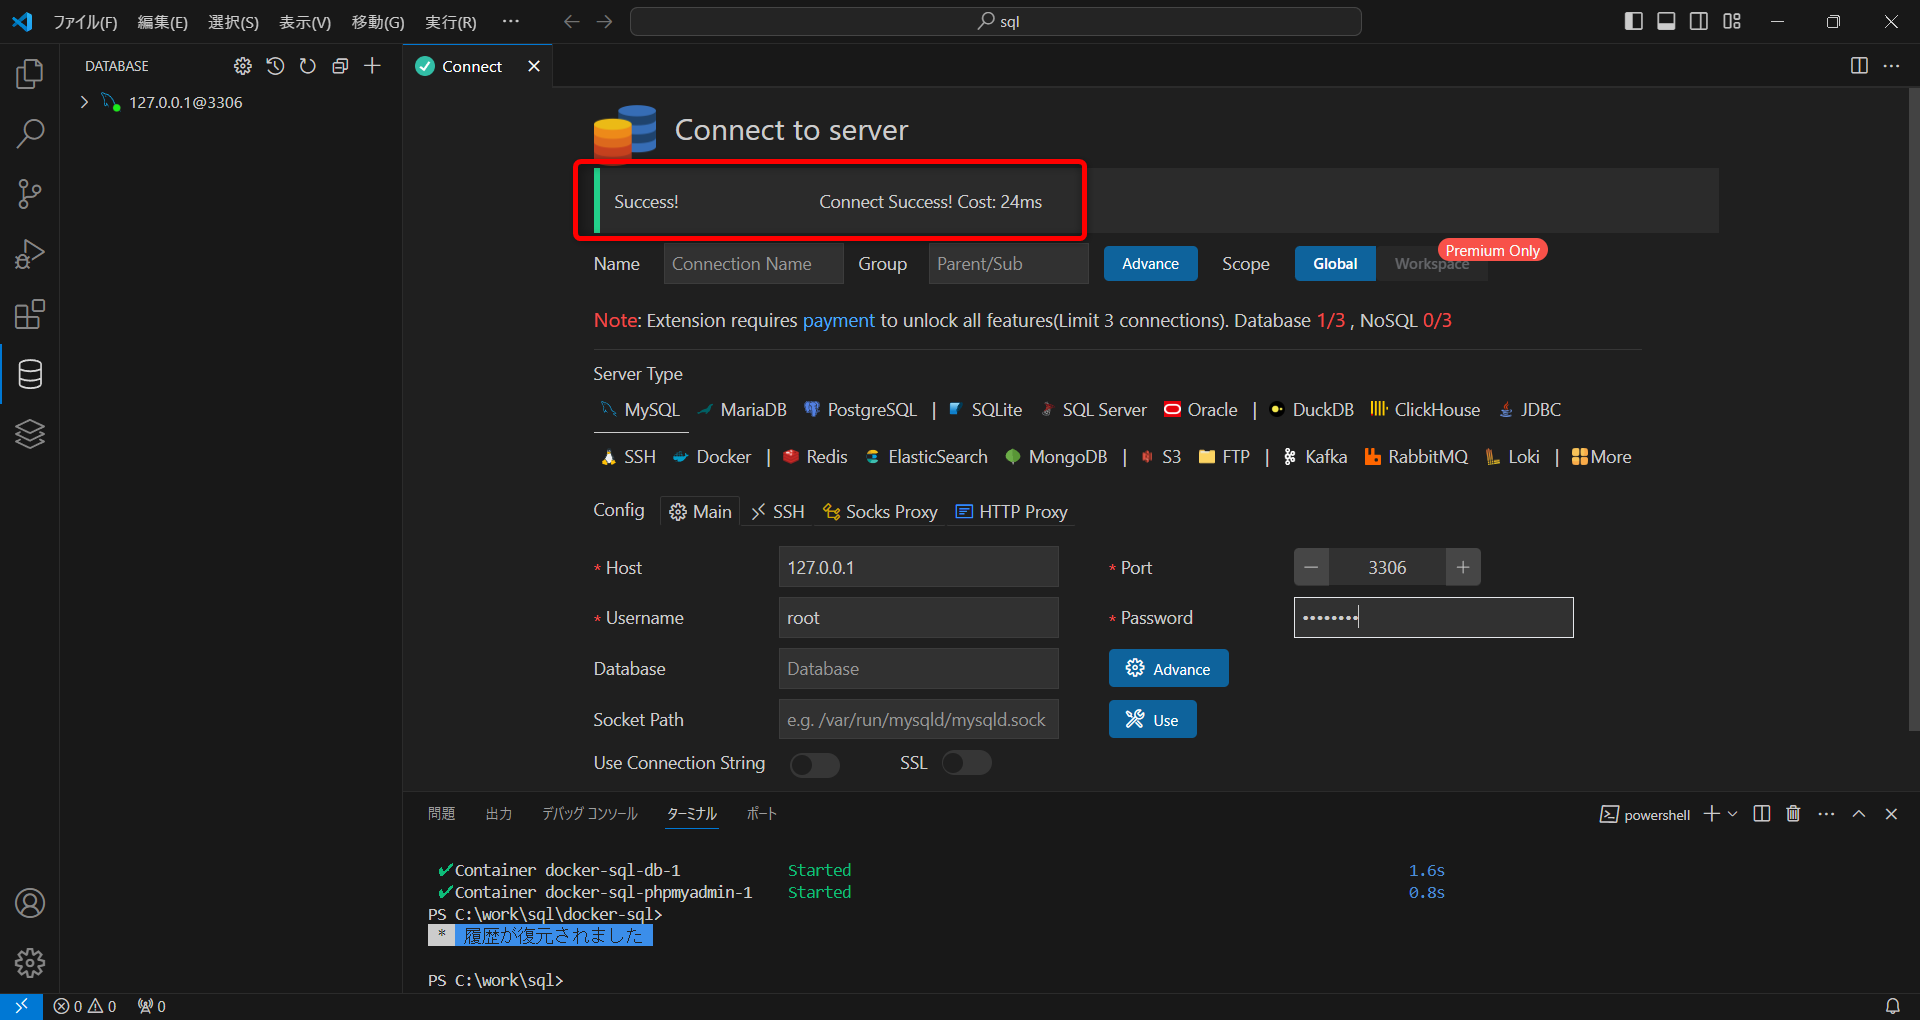 ファイル(F) 編集(E) 選択(S) 表示(V) 移動(G) 実行(R) ··· sql
DATABASE
127.0.0.1@3306
Connect
Connect to server
Success! Connect Success! Cost: 24ms
Name Connection Name Group Parent/Sub Advance Scope Global Workspace Premium Only
Note: Extension requires payment to unlock all features(Limit 3 connections). Database 1/3 , NoSQL 0/3
Server Type
MySQL MariaDB PostgreSQL | SQLite SQL Server Oracle | DuckDB ClickHouse JDBC
SSH Docker | Redis ElasticSearch MongoDB | S3 FTP | Kafka RabbitMQ Loki | More
Config Main SSH Socks Proxy HTTP Proxy
* Host 127.0.0.1 * Port 3306
* Username root * Password ••••••••
Database Database Advance
Socket Path e.g. /var/run/mysqld/mysqld.sock Use
Use Connection String SSL
問題 出力 デバッグ コンソール ターミナル ポート powershell
✔Container docker-sql-db-1 Started 1.6s
✔Container docker-sql-phpmyadmin-1 Started 0.8s
PS C:\work\sql\docker-sql>
* 履歴が復元されました
PS C:\work\sql>
0 0 0